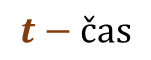 t – čas